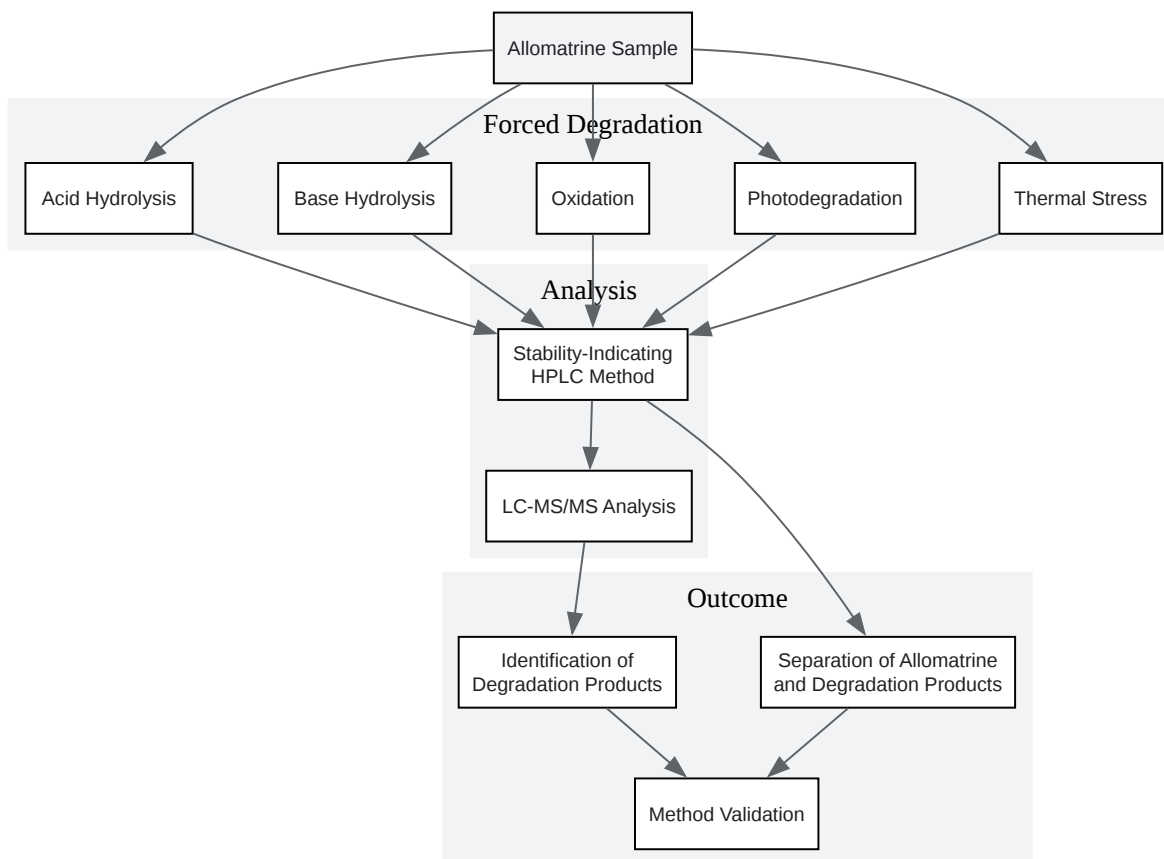 Allomatrine Sample
Forced Degradation
Acid Hydrolysis
Base Hydrolysis
Oxidation
Photodegradation
Thermal Stress
Analysis
Stability-Indicating
HPLC Method
LC-MS/MS Analysis
Outcome
Identification of
Degradation Products
Separation of Allomatrine
and Degradation Products
Method Validation